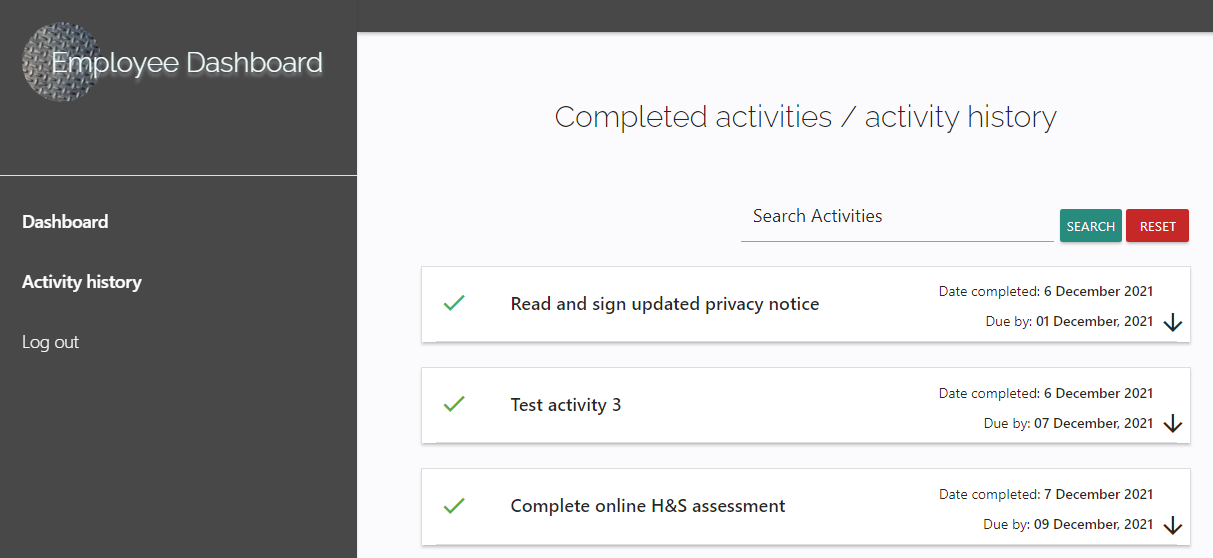 Employee Dashboard
Dashboard
Activity history
Log out
Completed activities / activity history
Search Activities
SEARCH
RESET
Read and sign updated privacy notice
Date completed: 6 December 2021
Due by: 01 December, 2021
Test activity 3
Date completed: 6 December 2021
Due by: 07 December, 2021
Complete online H&S assessment
Date completed: 7 December 2021
Due by: 09 December, 2021